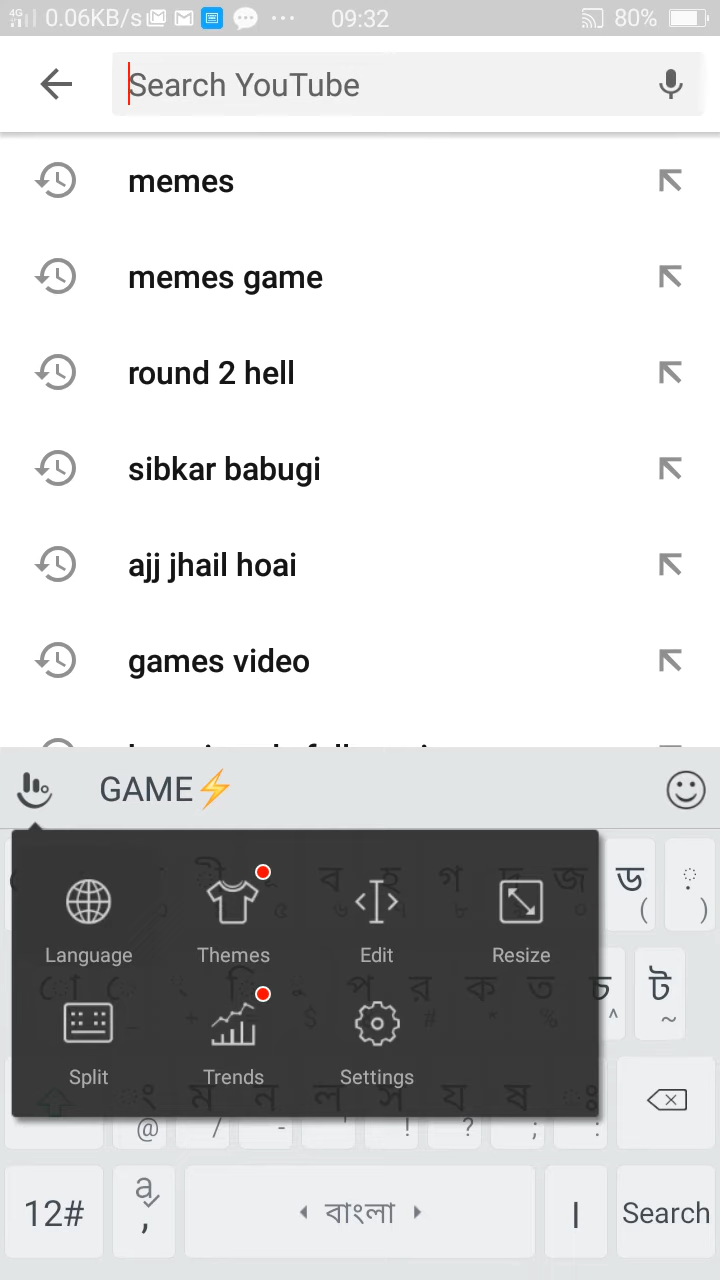 4G 0.06KB/s ... 09:32 80%
Search YouTube
memes
memes game
round 2 hell
sibkar babugi
ajj jhail hoai
games video
GAME⚡
Language Themes Edit Resize
Split Trends Settings
ড (
)
চ ^ ট ~
@ / - ' ! ? ; :
12# a , বাংলা । Search